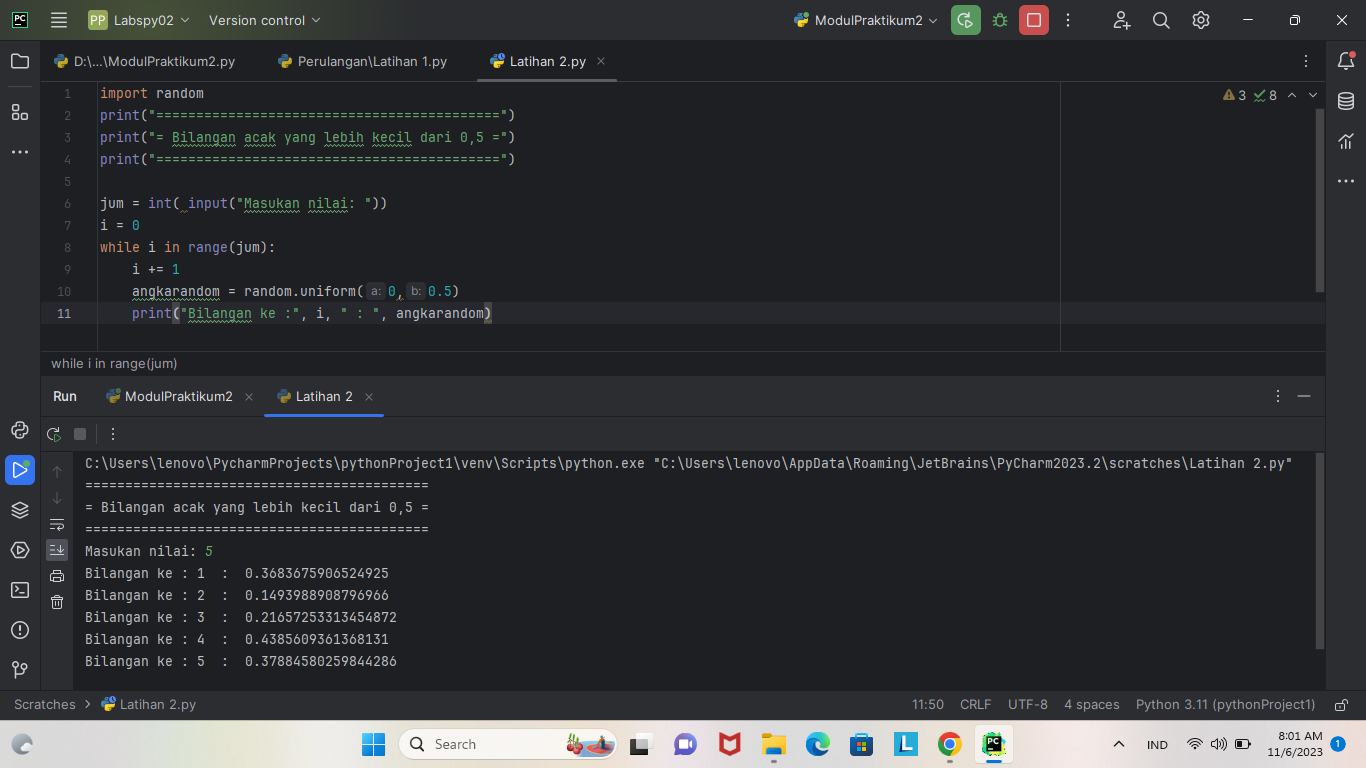 PC PP Labspy02 Version control ModulPraktikum2
D:\...\ModulPraktikum2.py Perulangan\Latihan 1.py Latihan 2.py
3 8
1 import random
2 print("===========================================")
3 print("= Bilangan acak yang lebih kecil dari 0,5 =")
4 print("===========================================")
5
6 jum = int( input("Masukan nilai: "))
7 i = 0
8 while i in range(jum):
9     i += 1
10     angkarandom = random.uniform( a: 0, b: 0.5)
11     print("Bilangan ke :", i, " : ", angkarandom)
while i in range(jum)
Run ModulPraktikum2 Latihan 2
C:\Users\lenovo\PycharmProjects\pythonProject1\venv\Scripts\python.exe "C:\Users\lenovo\AppData\Roaming\JetBrains\PyCharm2023.2\scratches\Latihan 2.py"
===========================================
= Bilangan acak yang lebih kecil dari 0,5 =
===========================================
Masukan nilai: 5
Bilangan ke : 1  :  0.3683675906524925
Bilangan ke : 2  :  0.1493988908796966
Bilangan ke : 3  :  0.21657253313454872
Bilangan ke : 4  :  0.4385609361368131
Bilangan ke : 5  :  0.37884580259844286
Scratches > Latihan 2.py 11:50 CRLF UTF-8 4 spaces Python 3.11 (pythonProject1)
Search L PC IND 8:01 AM 1
11/6/2023